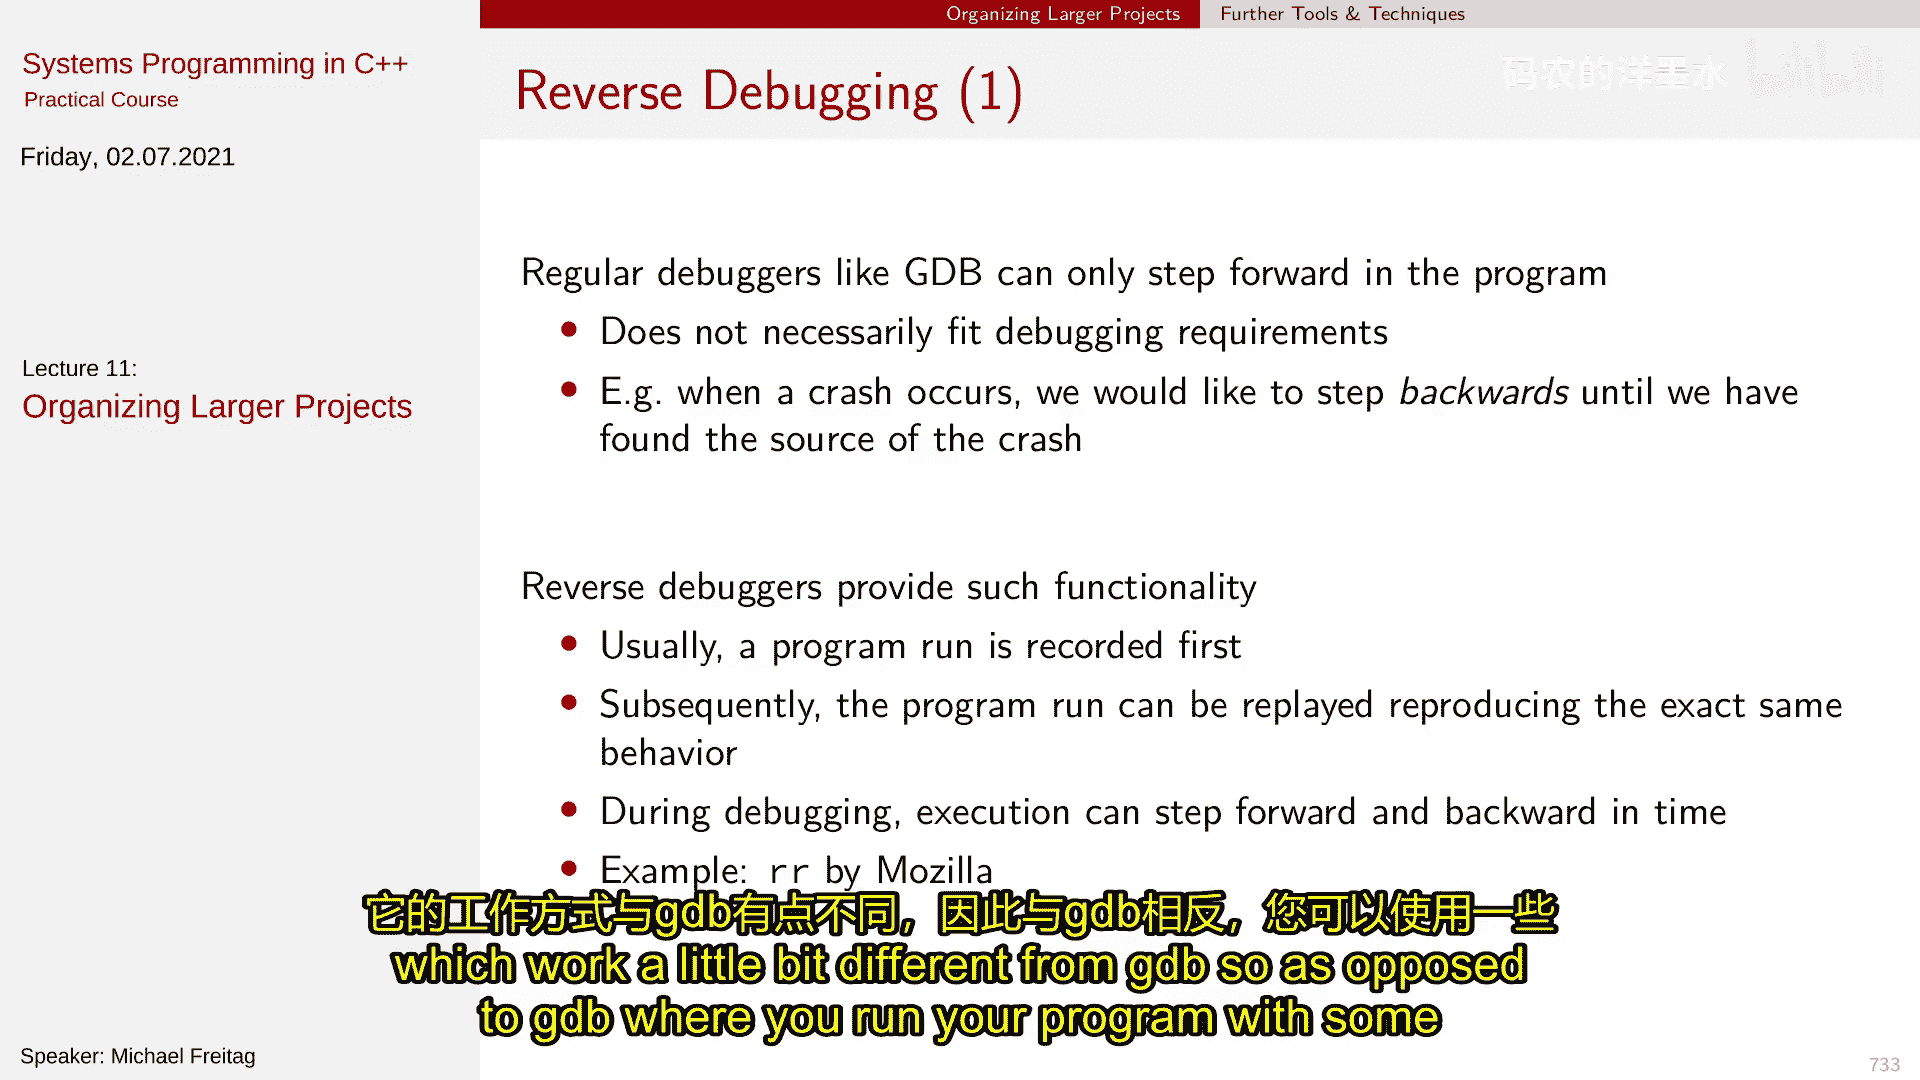 Organizing Larger Projects
Further Tools & Techniques
Systems Programming in C++
Practical Course
Friday, 02.07.2021
Lecture 11:
Organizing Larger Projects
Speaker: Michael Freitag
Reverse Debugging (1)
码农的洋墨水 bilibili
Regular debuggers like GDB can only step forward in the program
• Does not necessarily fit debugging requirements
• E.g. when a crash occurs, we would like to step backwards until we have
found the source of the crash
Reverse debuggers provide such functionality
• Usually, a program run is recorded first
• Subsequently, the program run can be replayed reproducing the exact same
behavior
• During debugging, execution can step forward and backward in time
• Example: rr by Mozilla
它的工作方式与gdb有点不同，因此与gdb相反，您可以使用一些
which work a little bit different from gdb so as opposed
to gdb where you run your program with some
733